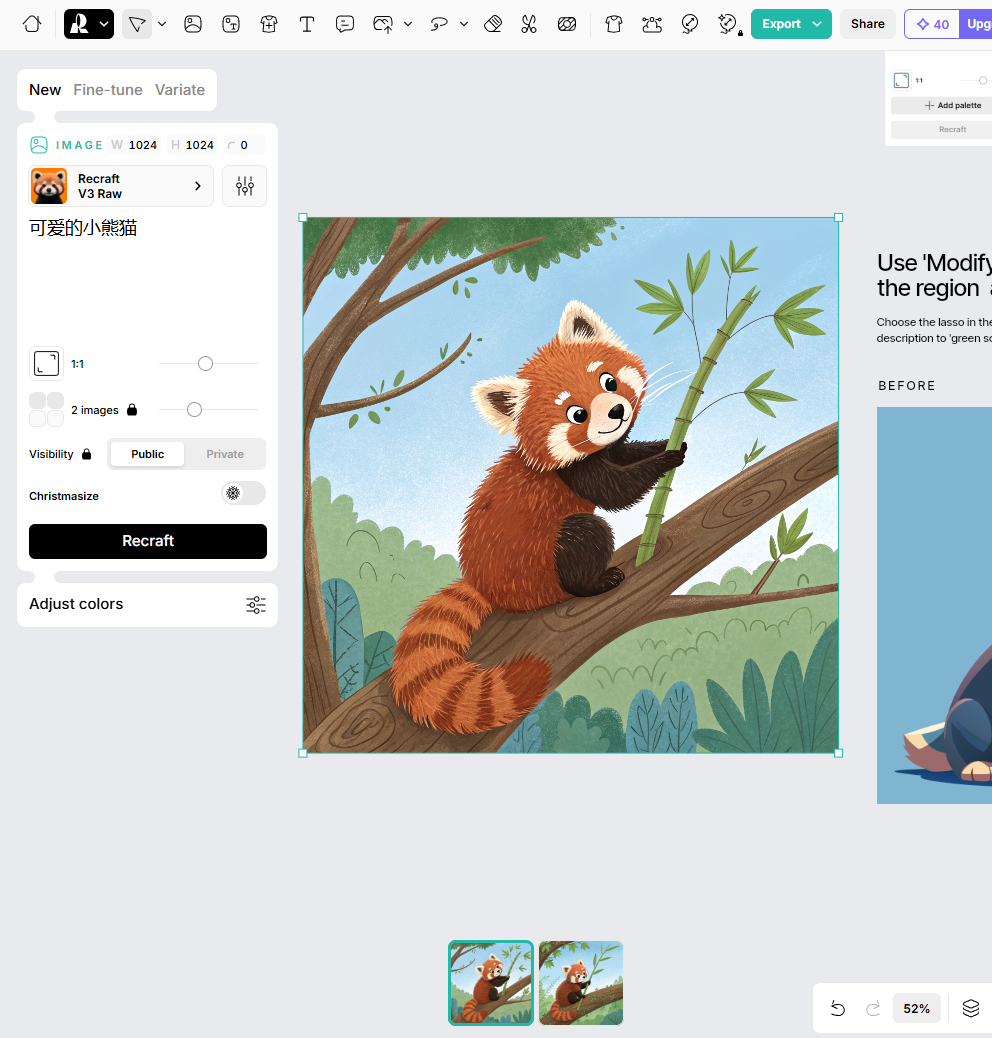 Export
Share
40
Upg
New Fine-tune Variate
IMAGE W 1024 H 1024 0
Recraft
V3 Raw
可爱的小熊猫
1:1
2 images
Visibility Public Private
Christmasize
Recraft
Adjust colors
1:1
Add palette
Recraft
Use 'Modify
the region a
Choose the lasso in the
description to 'green sc
BEFORE
52%